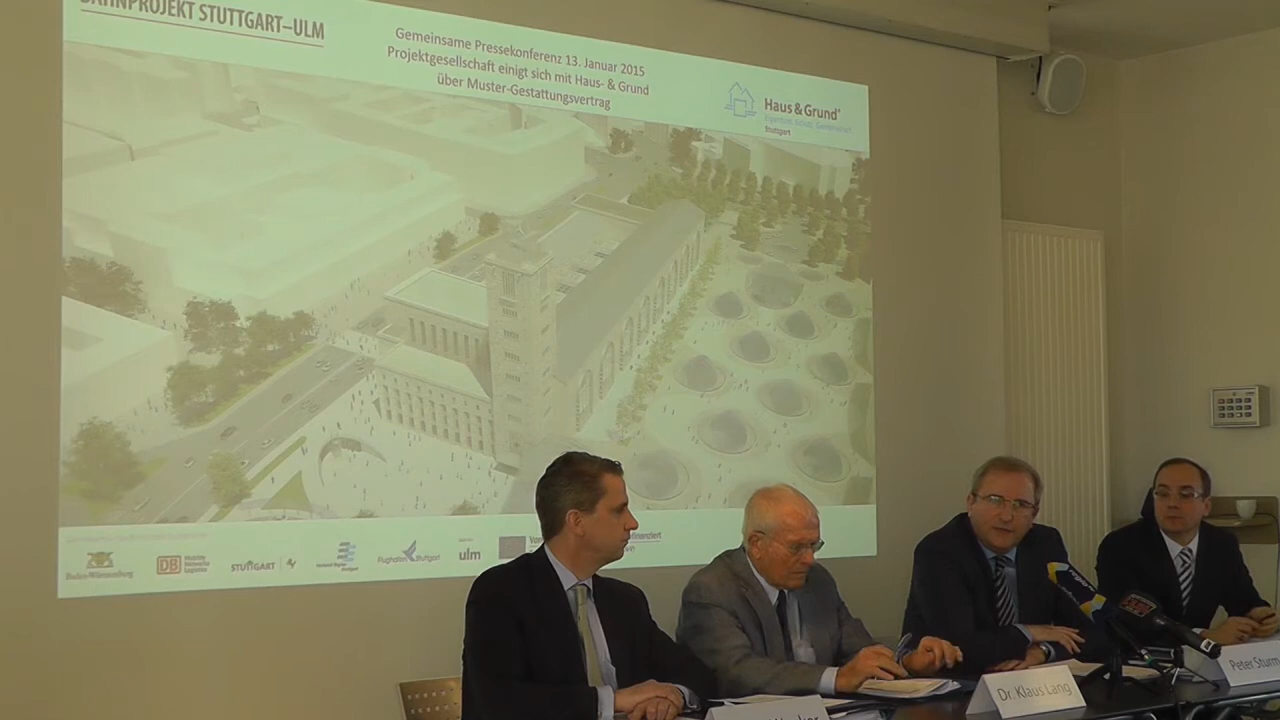 BAHNPROJEKT STUTTGART–ULM
Gemeinsame Pressekonferenz 13. Januar 2015
Projektgesellschaft einigt sich mit Haus- & Grund
über Muster-Gestattungsvertrag
Haus & Grund®
Stuttgart
Baden-Württemberg
DB
STUTTGART
Flughafen Stuttgart
ulm
Dr. Klaus Lang
Peter Sturm